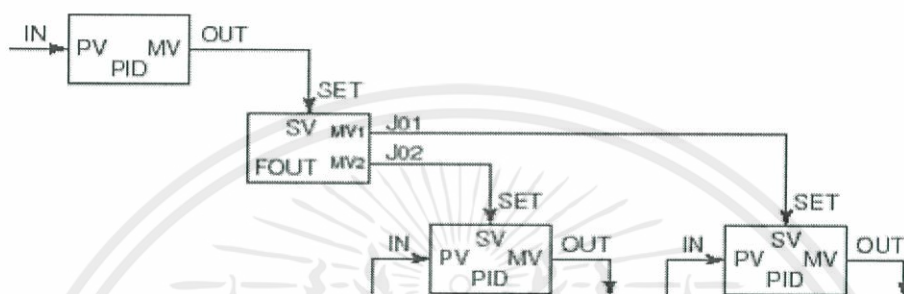 IN
OUT
PV MV
PID
SET
SV MV1
J01
FOUT MV2
J02
SET
SET
IN
SV
OUT
PV MV
PID
IN
SV
OUT
PV MV
PID